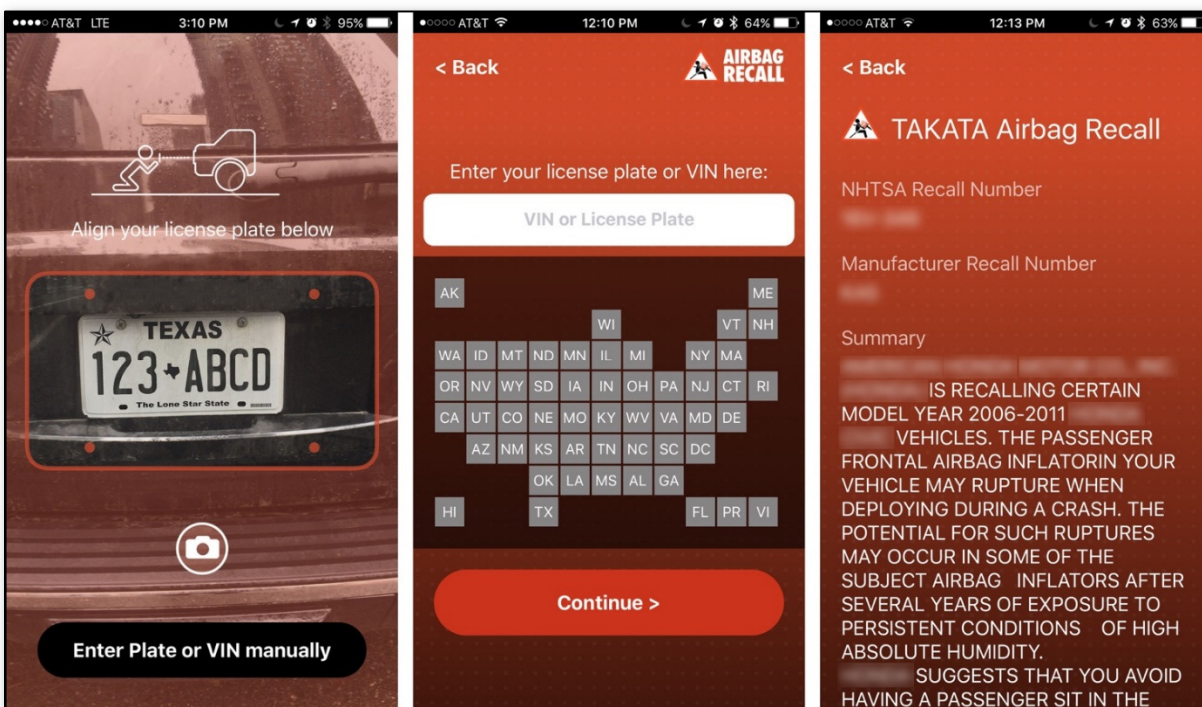 AT&T LTE 3:10 PM 95%
Align your license plate below
TEXAS
123 ABCD
The Lone Star State
Enter Plate or VIN manually
AT&T 12:10 PM 64%
< Back
AIRBAG
RECALL
Enter your license plate or VIN here:
VIN or License Plate
AK ME
WI VT NH
WA ID MT ND MN IL MI NY MA
OR NV WY SD IA IN OH PA NJ CT RI
CA UT CO NE MO KY WV VA MD DE
AZ NM KS AR TN NC SC DC
OK LA MS AL GA
HI TX FL PR VI
Continue >
AT&T 12:13 PM 63%
< Back
TAKATA Airbag Recall
NHTSA Recall Number
Manufacturer Recall Number
Summary
IS RECALLING CERTAIN
MODEL YEAR 2006-2011
VEHICLES. THE PASSENGER
FRONTAL AIRBAG INFLATORIN YOUR
VEHICLE MAY RUPTURE WHEN
DEPLOYING DURING A CRASH. THE
POTENTIAL FOR SUCH RUPTURES
MAY OCCUR IN SOME OF THE
SUBJECT AIRBAG INFLATORS AFTER
SEVERAL YEARS OF EXPOSURE TO
PERSISTENT CONDITIONS OF HIGH
ABSOLUTE HUMIDITY.
SUGGESTS THAT YOU AVOID
HAVING A PASSENGER SIT IN THE